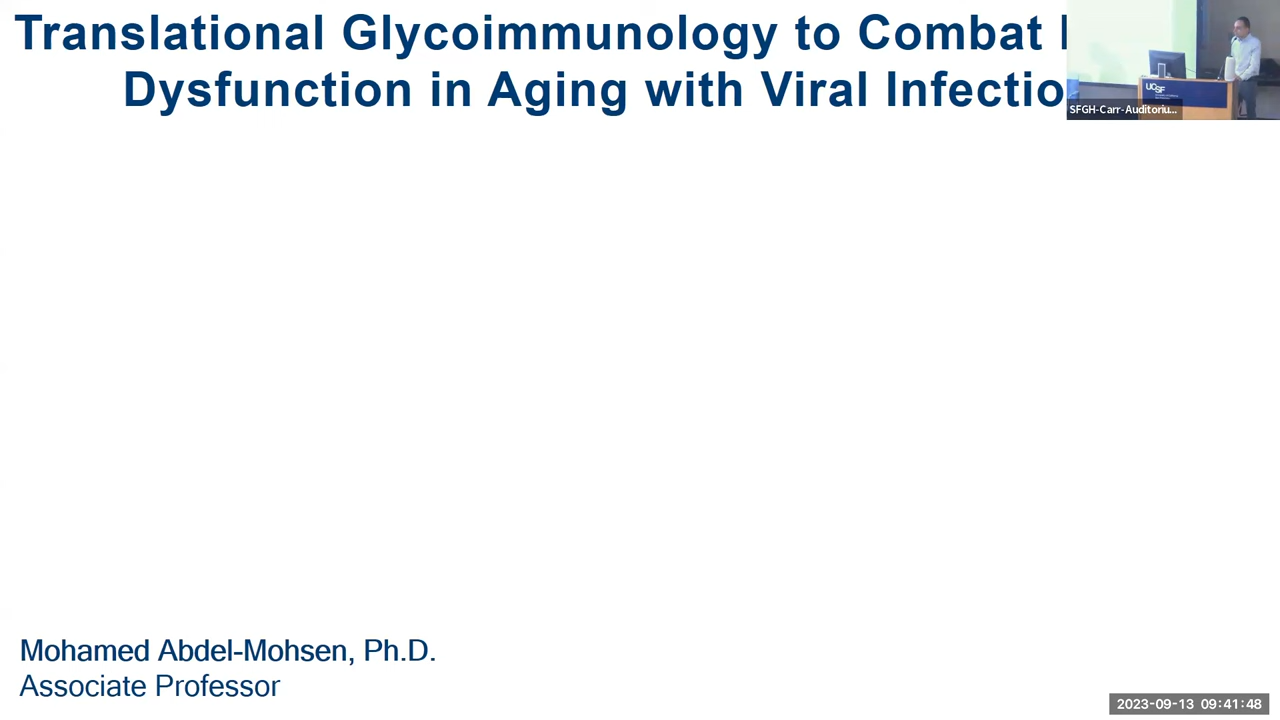 Translational Glycoimmunology to Combat
Dysfunction in Aging with Viral Infectio
UCSF
SFGH-Carr-Auditoriu...
Mohamed Abdel-Mohsen, Ph.D.
Associate Professor
2023-09-13 09:41:48